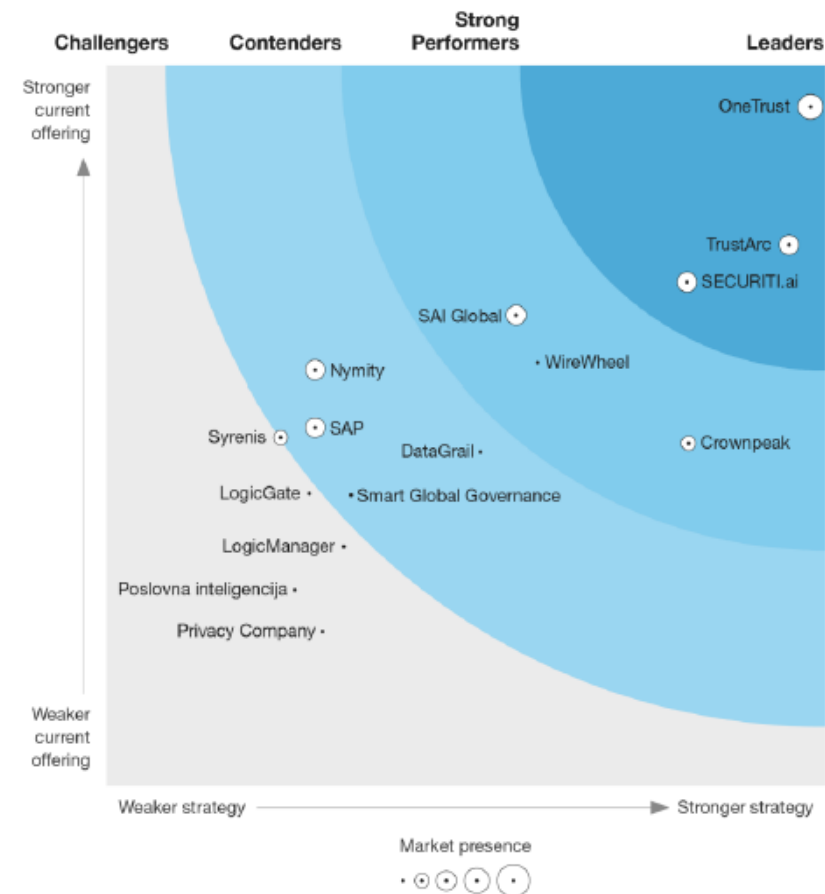 Challengers
Contenders
Strong
Performers
Leaders
Stronger
current
offering
OneTrust
TrustArc
SECURITI.ai
SAI Global
WireWheel
Nymity
SAP
Syrenis
Crownpeak
DataGrail
LogicGate
Smart Global Governance
LogicManager
Poslovna inteligencija
Privacy Company
Weaker
current
offering
Weaker strategy
Stronger strategy
Market presence